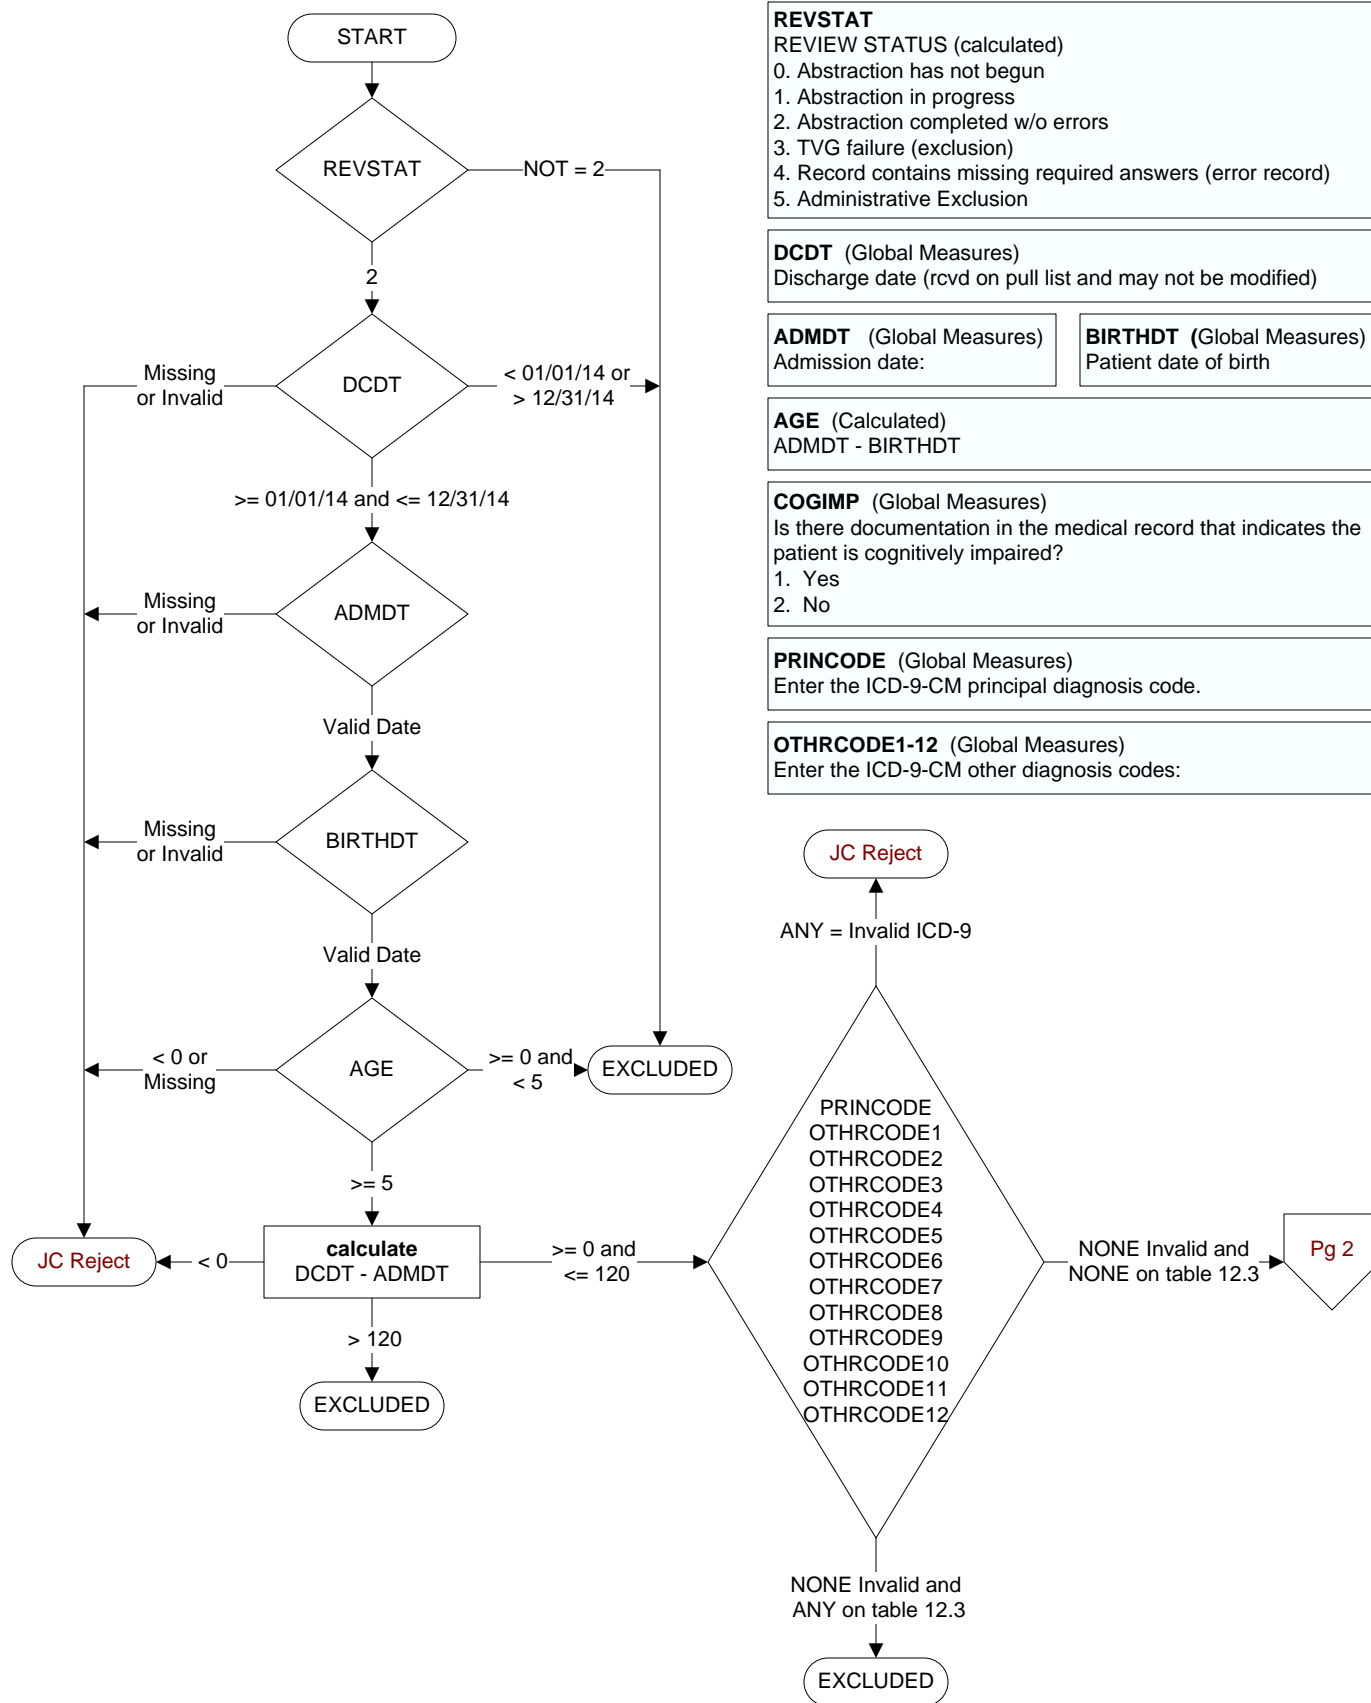 START
REVSTAT
NOT = 2
2
DCDT
Missing
or Invalid
< 01/01/14 or
> 12/31/14
>= 01/01/14 and <= 12/31/14
ADMDT
Missing
or Invalid
Valid Date
BIRTHDT
Missing
or Invalid
Valid Date
AGE
< 0 or
Missing
>= 0 and
< 5
EXCLUDED
>= 5
calculate
DCDT - ADMDT
< 0
JC Reject
> 120
EXCLUDED
>= 0 and
<= 120
REVSTAT
REVIEW STATUS (calculated)
0. Abstraction has not begun
1. Abstraction in progress
2. Abstraction completed w/o errors
3. TVG failure (exclusion)
4. Record contains missing required answers (error record)
5. Administrative Exclusion
DCDT (Global Measures)
Discharge date (rcvd on pull list and may not be modified)
ADMDT (Global Measures)
Admission date:
BIRTHDT (Global Measures)
Patient date of birth
AGE (Calculated)
ADMDT - BIRTHDT
COGIMP (Global Measures)
Is there documentation in the medical record that indicates the
patient is cognitively impaired?
1. Yes
2. No
PRINCODE (Global Measures)
Enter the ICD-9-CM principal diagnosis code.
OTHRCODE1-12 (Global Measures)
Enter the ICD-9-CM other diagnosis codes:
JC Reject
ANY = Invalid ICD-9
PRINCODE
OTHRCODE1
OTHRCODE2
OTHRCODE3
OTHRCODE4
OTHRCODE5
OTHRCODE6
OTHRCODE7
OTHRCODE8
OTHRCODE9
OTHRCODE10
OTHRCODE11
OTHRCODE12
NONE Invalid and
NONE on table 12.3
Pg 2
NONE Invalid and
ANY on table 12.3
EXCLUDED